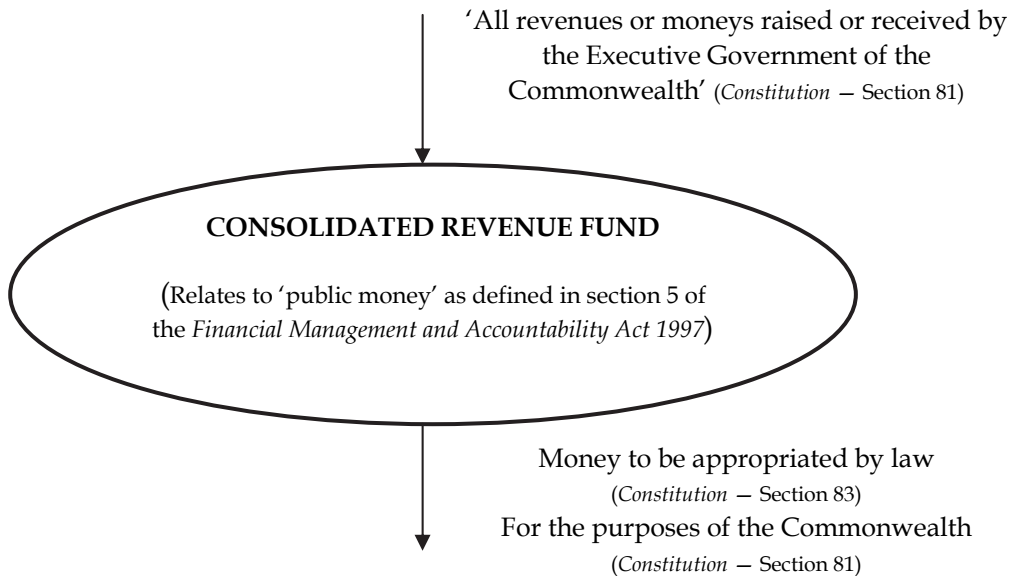 ‘All revenues or moneys raised or received by
the Executive Government of the
Commonwealth’ (Constitution — Section 81)
CONSOLIDATED REVENUE FUND
(Relates to ‘public money’ as defined in section 5 of
the Financial Management and Accountability Act 1997)
Money to be appropriated by law
(Constitution — Section 83)
For the purposes of the Commonwealth
(Constitution — Section 81)